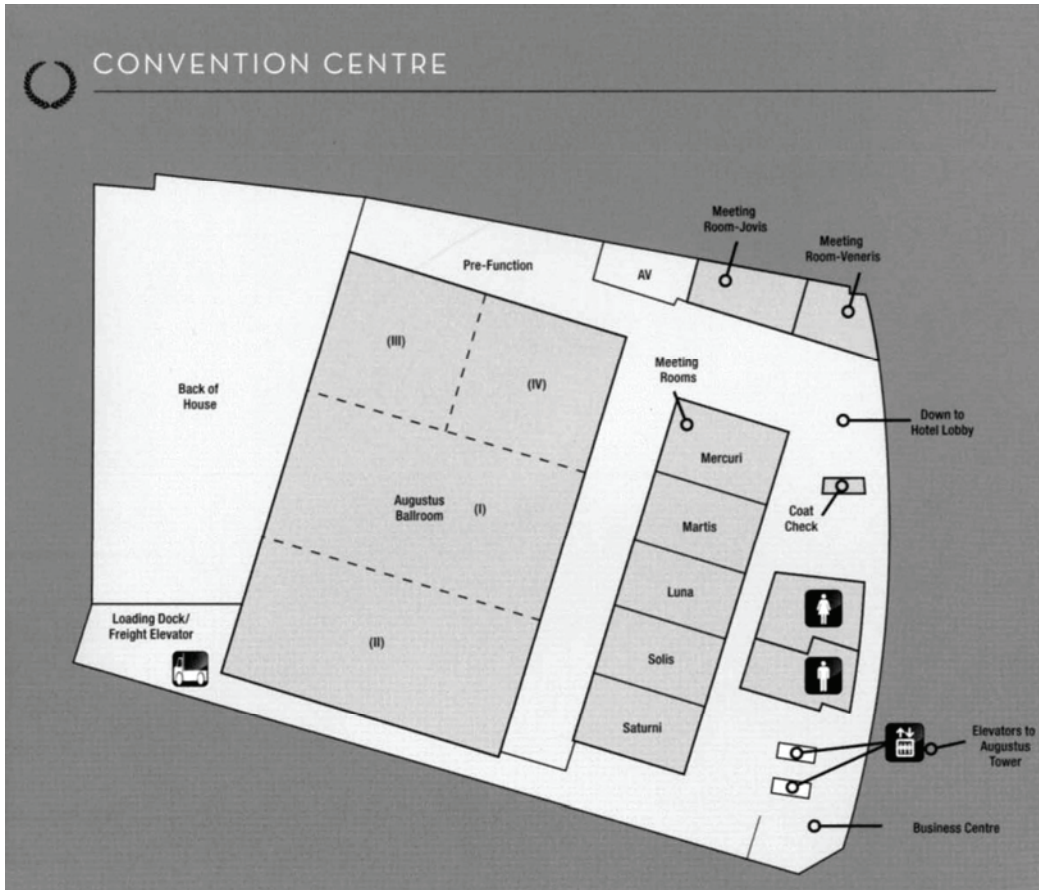 CONVENTION CENTRE
Meeting
Room-Jovis
Meeting
Room-Veneris
Pre-Function
AV
(III)
(IV)
Meeting
Rooms
Back of
House
Down to
Hotel Lobby
Mercuri
Augustus
Ballroom
(I)
Coat
Check
Martis
Luna
Loading Dock/
Freight Elevator
(II)
Solis
Saturni
Elevators to
Augustus
Tower
Business Centre